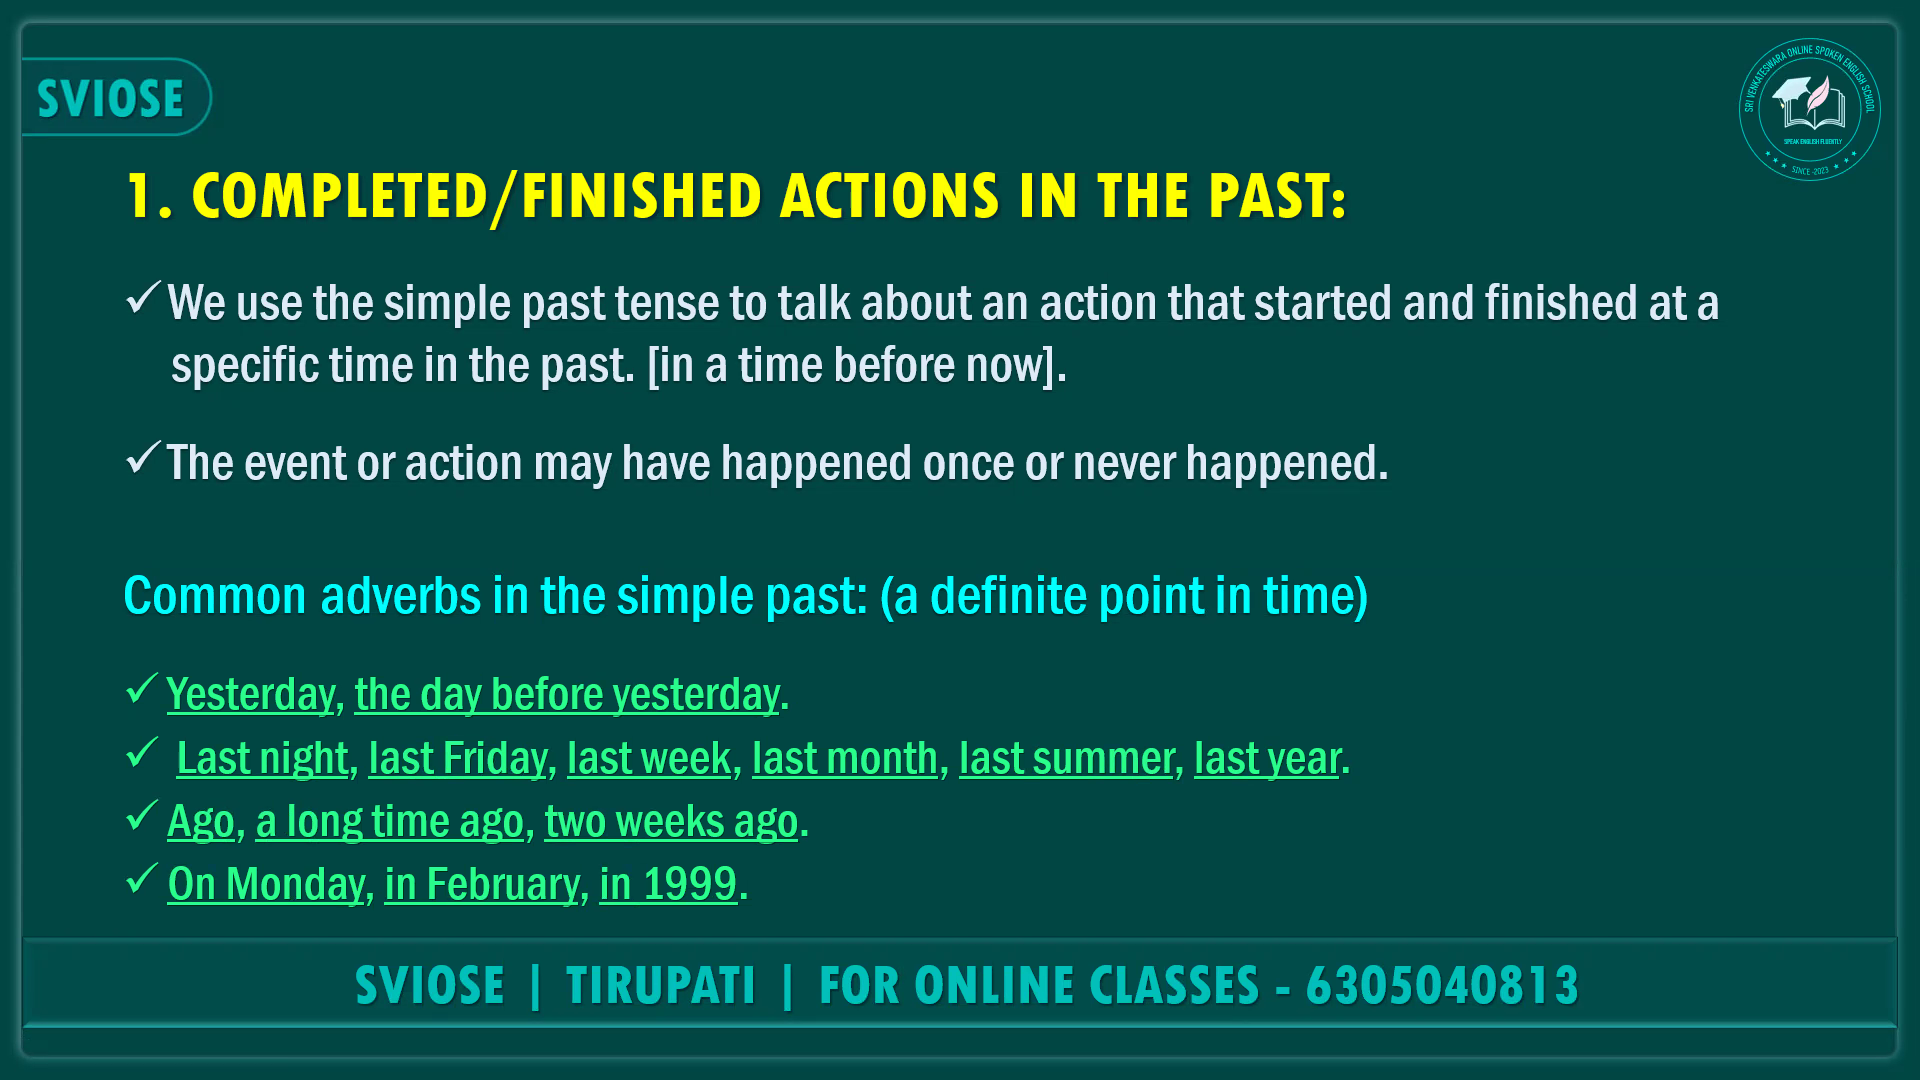 SVIOSE
SRI VENKATESWARA ONLINE SPOKEN ENGLISH SCHOOL
SPEAK ENGLISH FLUENTLY
SINCE -2023
1. COMPLETED/FINISHED ACTIONS IN THE PAST:
✓ We use the simple past tense to talk about an action that started and finished at a
specific time in the past. [in a time before now].
✓ The event or action may have happened once or never happened.
Common adverbs in the simple past: (a definite point in time)
✓ Yesterday, the day before yesterday.
✓ Last night, last Friday, last week, last month, last summer, last year.
✓ Ago, a long time ago, two weeks ago.
✓ On Monday, in February, in 1999.
SVIOSE | TIRUPATI | FOR ONLINE CLASSES - 6305040813